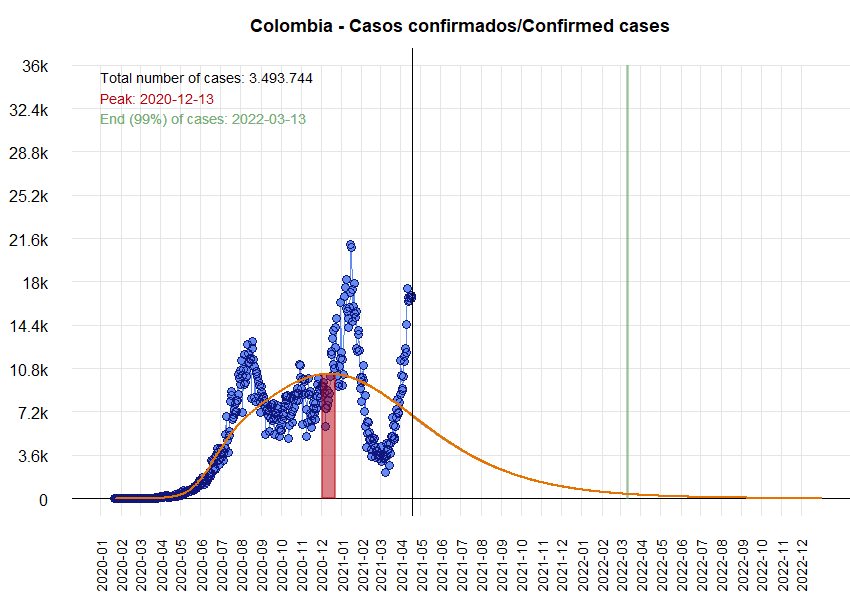 Colombia - Casos confirmados/Confirmed cases
36k
Total number of cases: 3.493.744
Peak: 2020-12-13
End (99%) of cases: 2022-03-13
32.4k
28.8k
25.2k
21.6k
18k
14.4k
10.8k
7.2k
3.6k
0
2020-01
2020-02
2020-03
2020-04
2020-05
2020-06
2020-07
2020-08
2020-09
2020-10
2020-11
2020-12
2021-01
2021-02
2021-03
2021-04
2021-05
2021-06
2021-07
2021-08
2021-09
2021-10
2021-11
2021-12
2022-01
2022-02
2022-03
2022-04
2022-05
2022-06
2022-07
2022-08
2022-09
2022-10
2022-11
2022-12